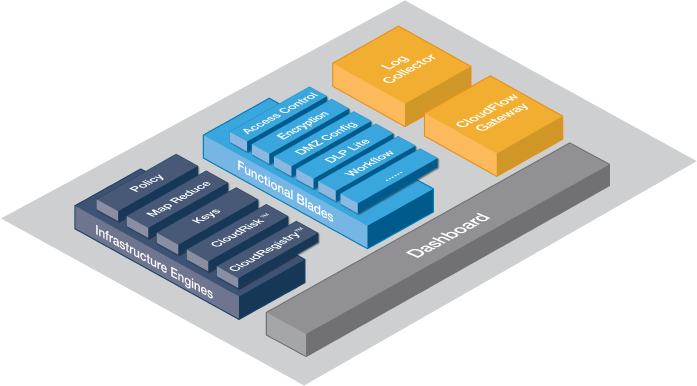 Log
Collector
CloudFlow
Gateway
Access Control
Encryption
DMZ Config
DLP Lite
Workflow
......
Functional Blades
Policy
Map Reduce
Keys
CloudRisk™
CloudRegistry™
Infrastructure Engines
Dashboard